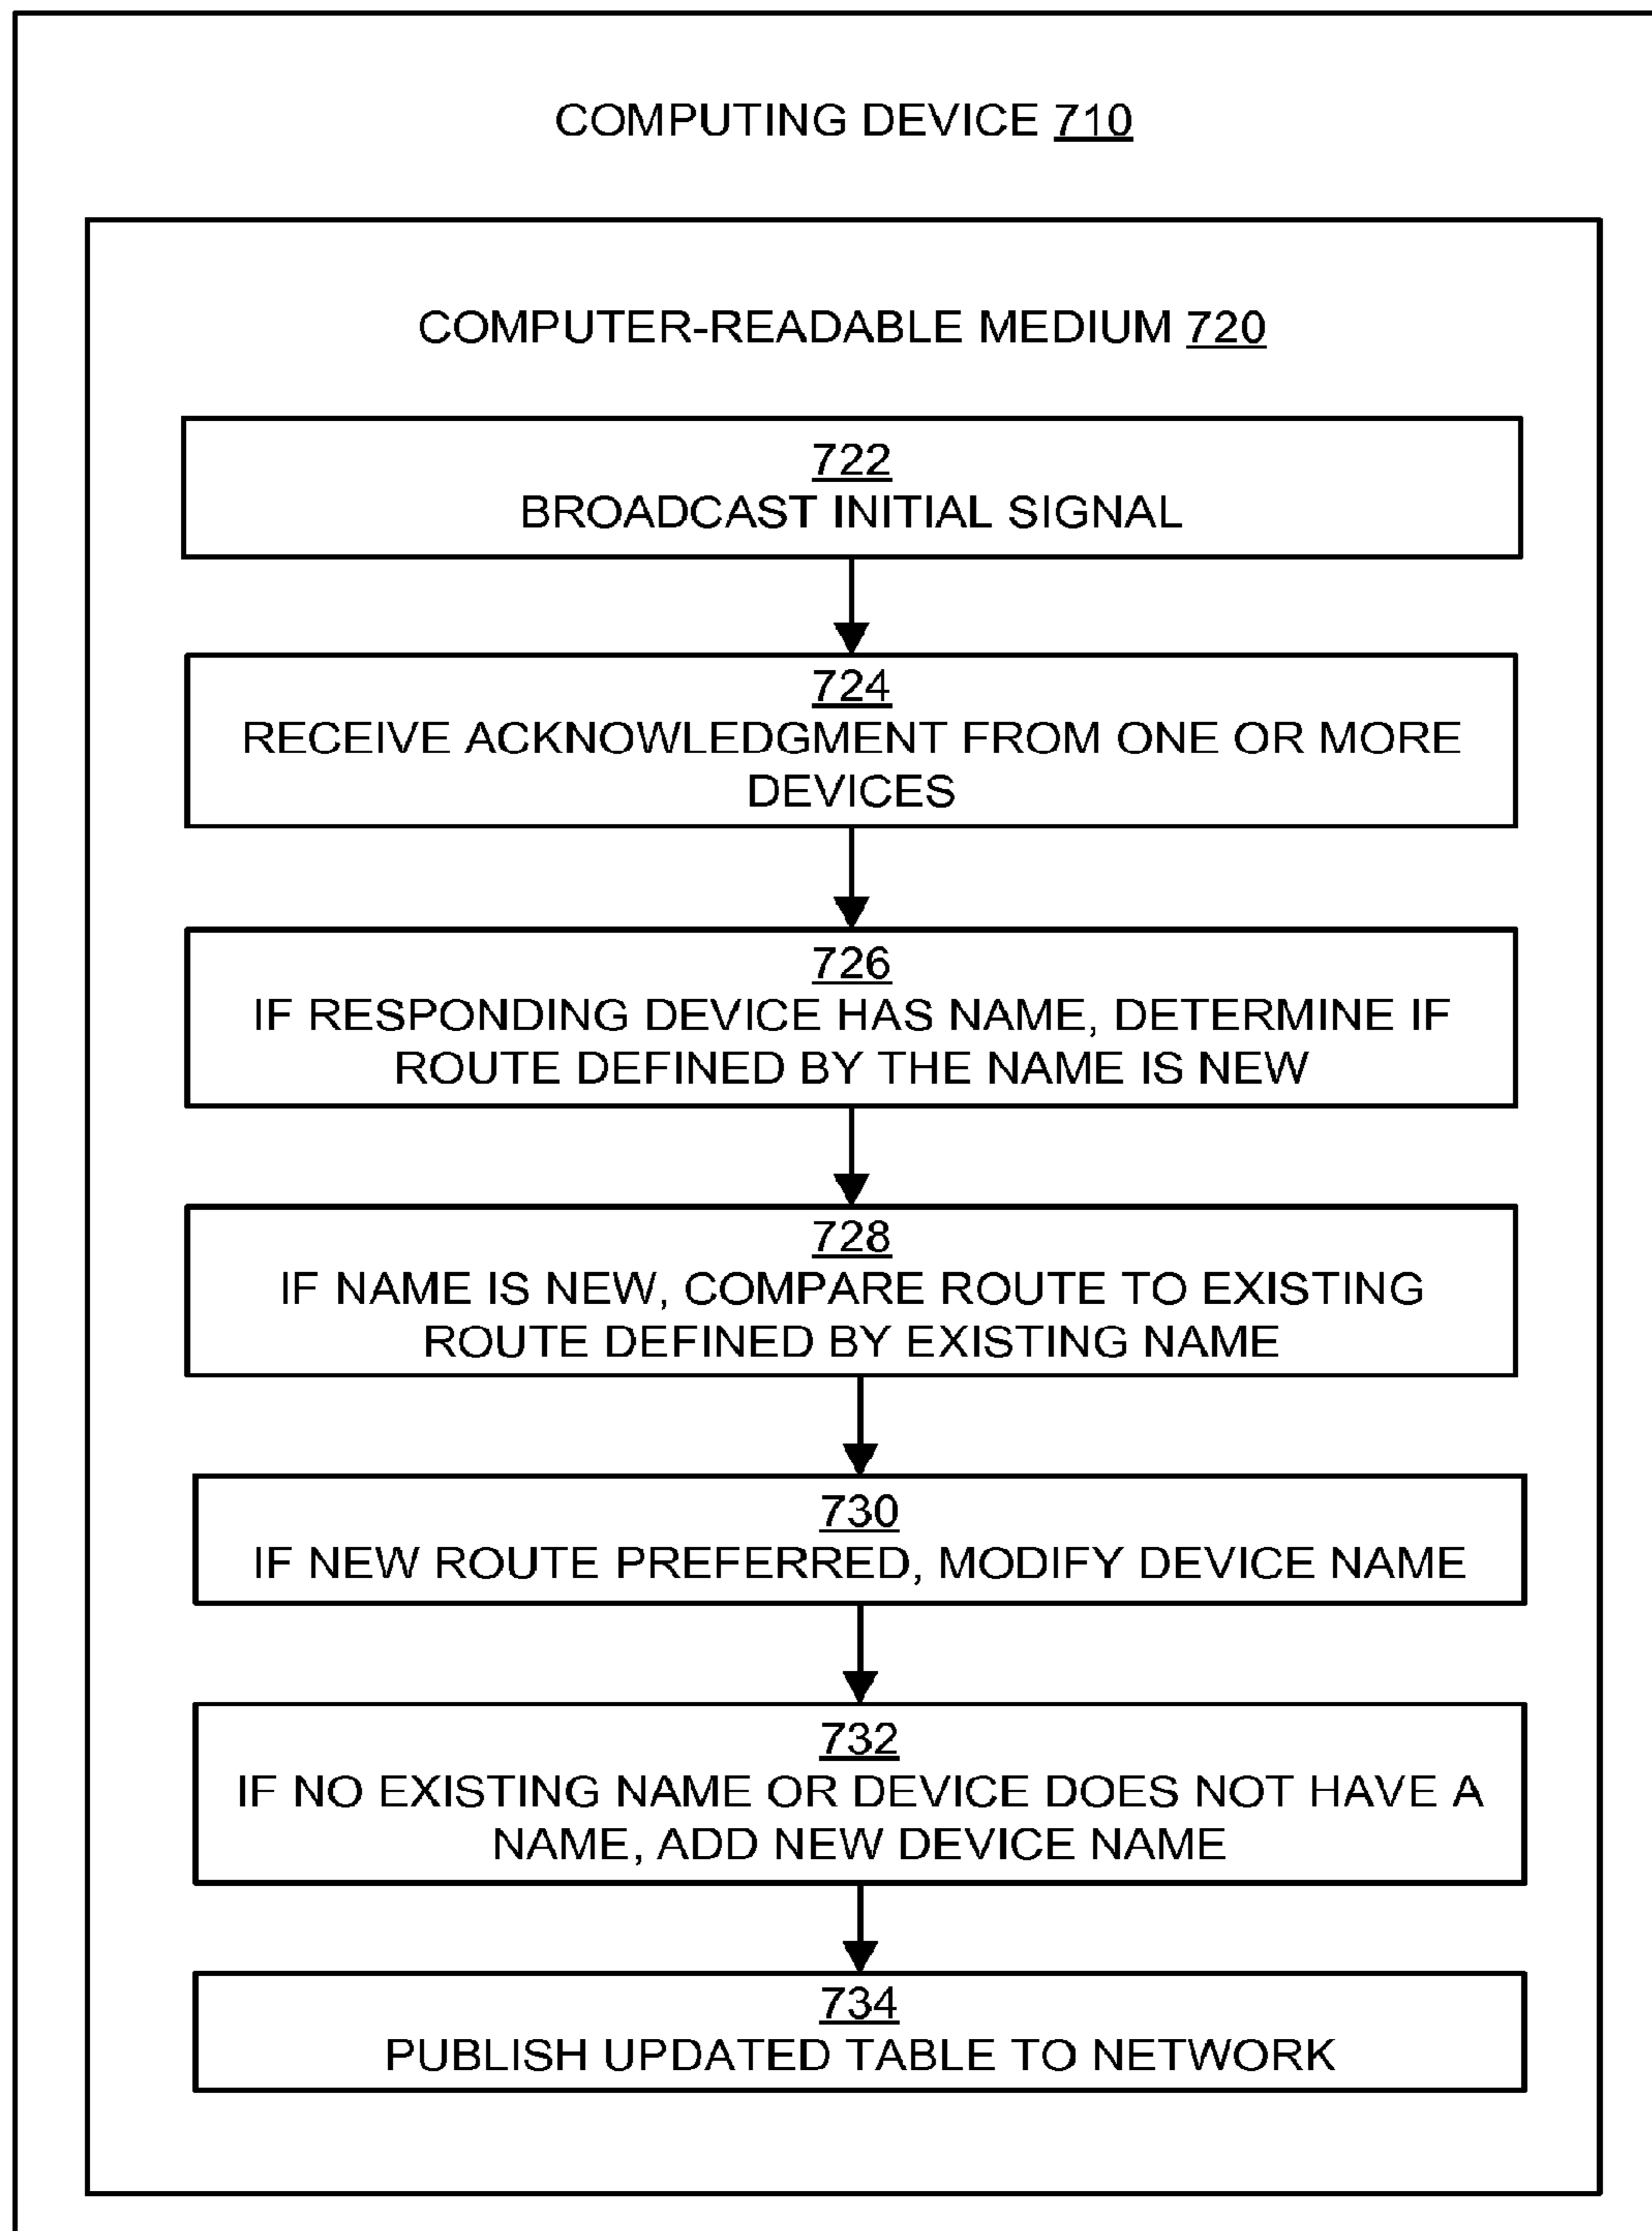 COMPUTING DEVICE 710
COMPUTER-READABLE MEDIUM 720
722
BROADCAST INITIAL SIGNAL
724
RECEIVE ACKNOWLEDGMENT FROM ONE OR MORE
DEVICES
726
IF RESPONDING DEVICE HAS NAME, DETERMINE IF
ROUTE DEFINED BY THE NAME IS NEW
728
IF NAME IS NEW, COMPARE ROUTE TO EXISTING
ROUTE DEFINED BY EXISTING NAME
730
IF NEW ROUTE PREFERRED, MODIFY DEVICE NAME
732
IF NO EXISTING NAME OR DEVICE DOES NOT HAVE A
NAME, ADD NEW DEVICE NAME
734
PUBLISH UPDATED TABLE TO NETWORK